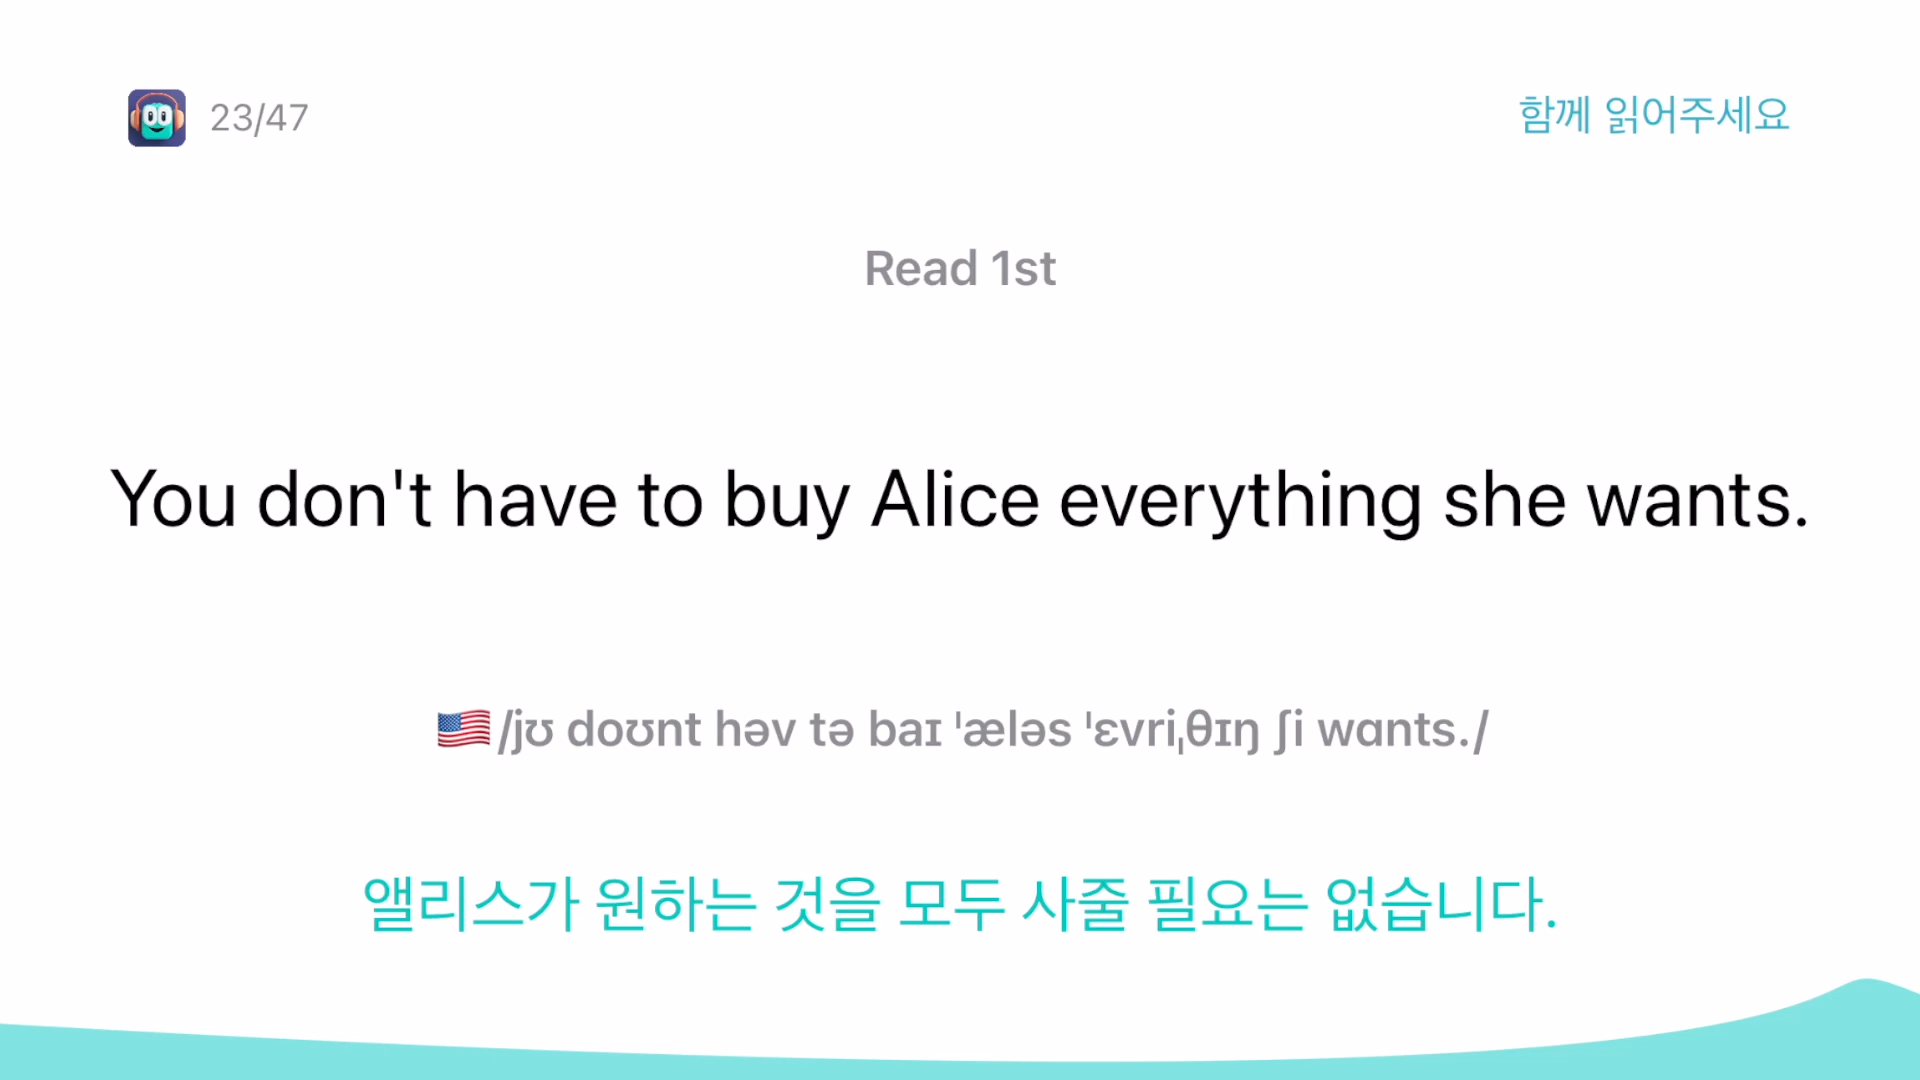 23/47
함께 읽어주세요
Read 1st
You don't have to buy Alice everything she wants.
/jʊ doʊnt həv tə baɪ ˈæləs ˈɛvriˌθɪŋ ʃi wɑnts./
앨리스가 원하는 것을 모두 사줄 필요는 없습니다.